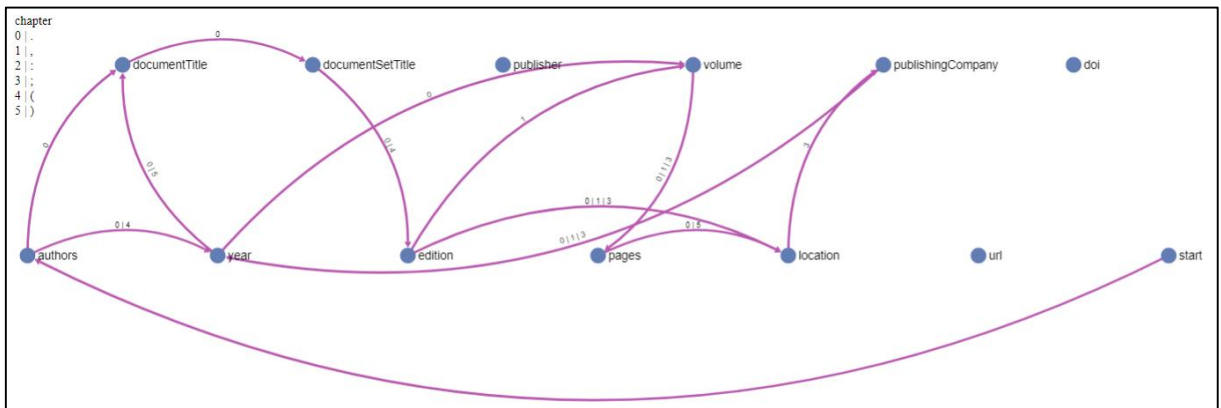 chapter
0 | .
1 | ,
2 | :
3 | ;
4 | (
5 | )
0
documentTitle
documentSetTitle
publisher
volume
publishingCompany
doi
0
1
0|4
0
0|5
0|1|3
3
0|4
0|1|3
0|5
0|1|3
authors
year
edition
pages
location
url
start